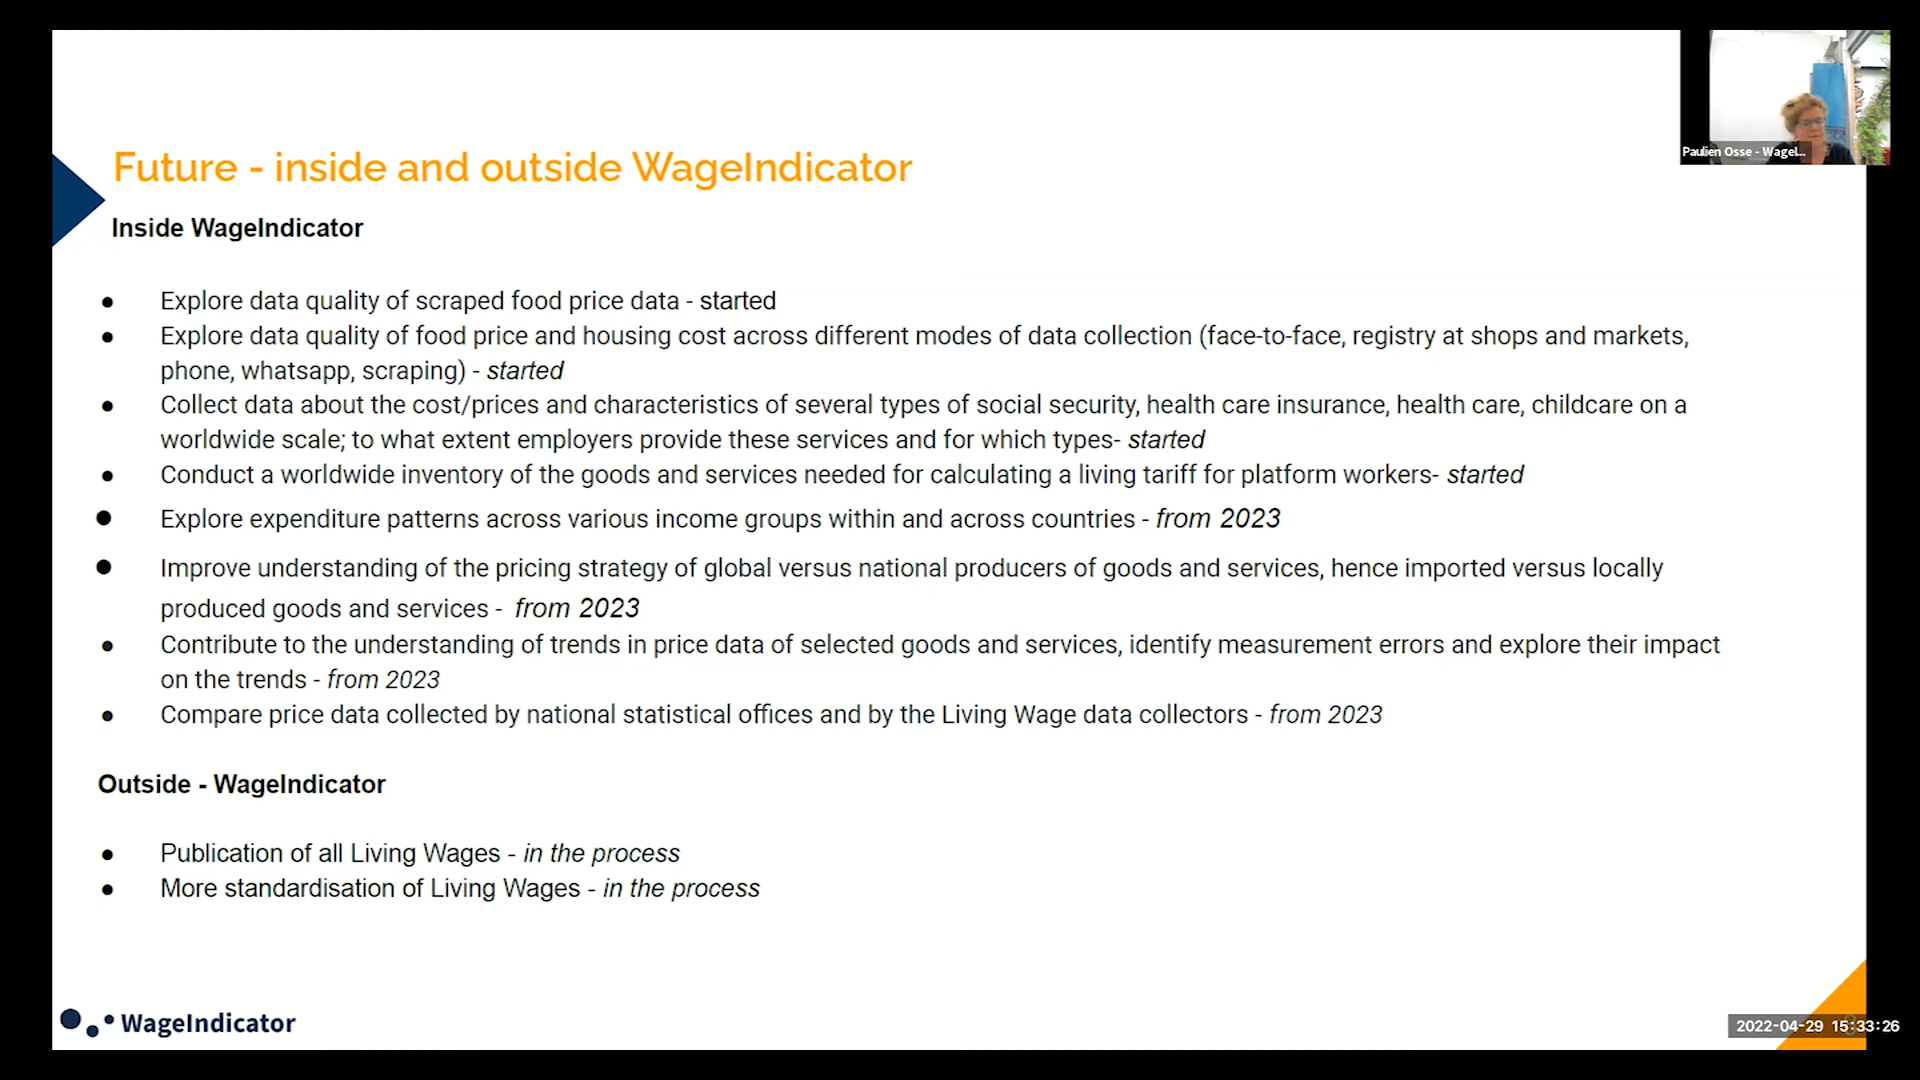 Paulien Osse - WageI...
Future - inside and outside WageIndicator
Inside WageIndicator
● Explore data quality of scraped food price data - started
● Explore data quality of food price and housing cost across different modes of data collection (face-to-face, registry at shops and markets,
phone, whatsapp, scraping) - started
● Collect data about the cost/prices and characteristics of several types of social security, health care insurance, health care, childcare on a
worldwide scale; to what extent employers provide these services and for which types- started
● Conduct a worldwide inventory of the goods and services needed for calculating a living tariff for platform workers- started
● Explore expenditure patterns across various income groups within and across countries - from 2023
● Improve understanding of the pricing strategy of global versus national producers of goods and services, hence imported versus locally
produced goods and services - from 2023
● Contribute to the understanding of trends in price data of selected goods and services, identify measurement errors and explore their impact
on the trends - from 2023
● Compare price data collected by national statistical offices and by the Living Wage data collectors - from 2023
Outside - WageIndicator
● Publication of all Living Wages - in the process
● More standardisation of Living Wages - in the process
WageIndicator
2022-04-29 15:33:26